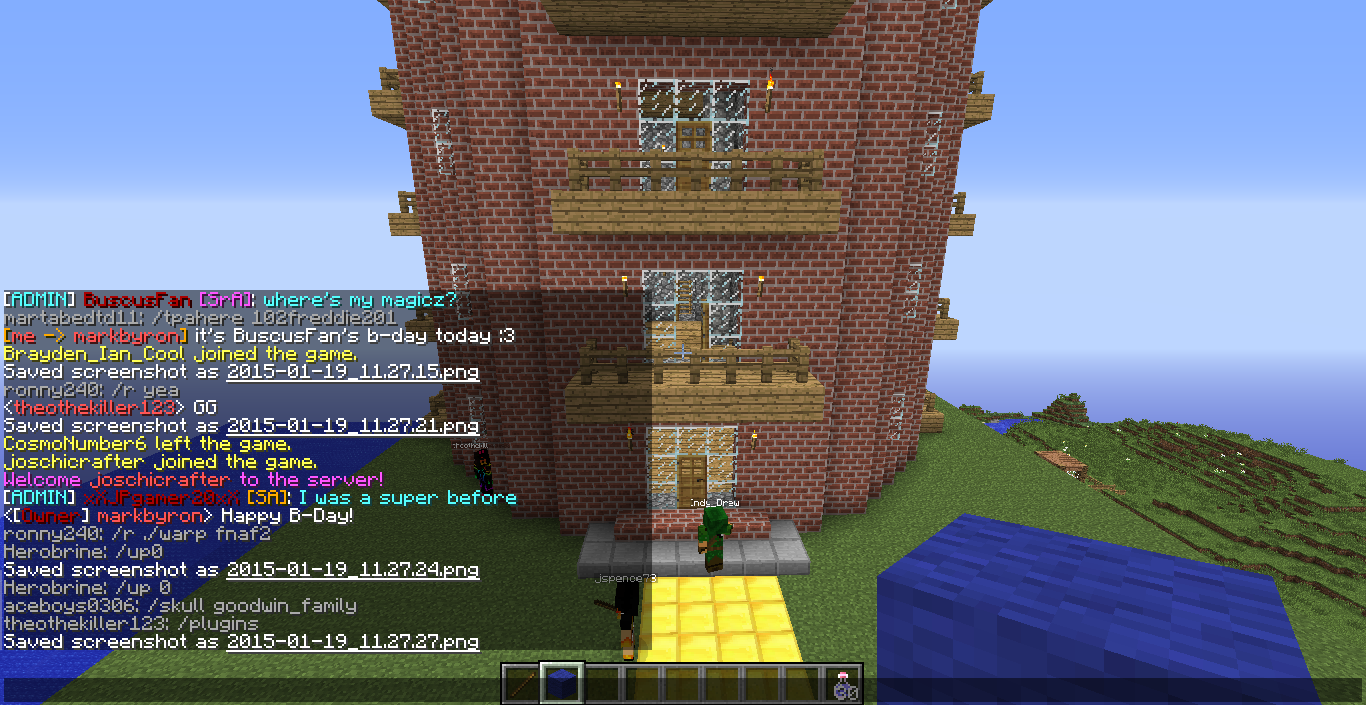 [ADMIN] BuscusFan [SrA]: where's my magicz?
martabedtd11: /tpahere 102freddie201
[me -> markbyron] it's BuscusFan's b-day today :3
Brayden_Ian_Cool joined the game.
Saved screenshot as 2015-01-19_11.27.15.png
ronny240: /r yea
<theothekiller123> GG
Saved screenshot as 2015-01-19_11.27.21.png
CosmoNumber6 left the game.
Joschicrafter joined the game.
theothekill
Welcome Joschicrafter to the server!
[ADMIN] xXJPgamer20xX [SA]: I was a super before
Indy_Drew
<[Owner] markbyron> Happy B-Day!
ronny240: /r ./warp fnaf2
Herobrine: /up0
Saved screenshot as 2015-01-19_11.27.24.png
jspence73
Herobrine: /up 0
aceboys0306: /skull goodwin_family
theothekiller123: /plugins
Saved screenshot as 2015-01-19_11.27.27.png